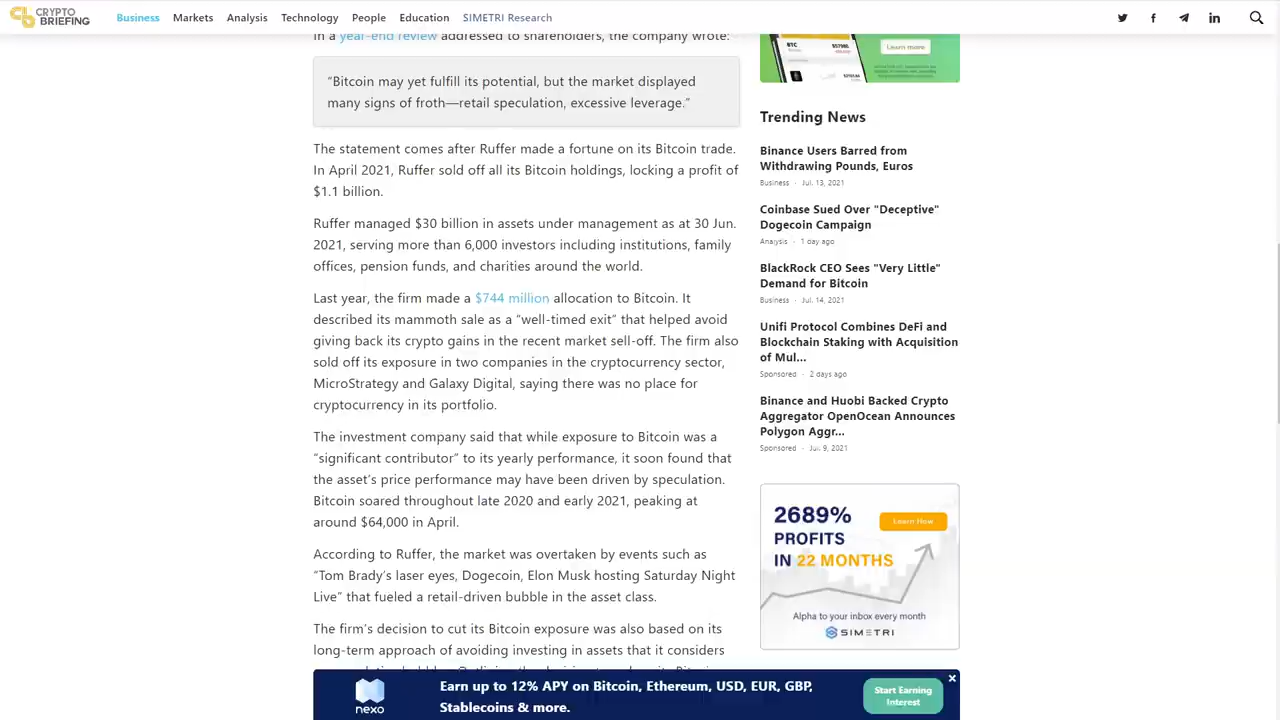 CRYPTO
BRIEFING
Business Markets Analysis Technology People Education SIMETRI Research
in a year-end review addressed to shareholders, the company wrote:
“Bitcoin may yet fulfill its potential, but the market displayed
many signs of froth—retail speculation, excessive leverage.”
The statement comes after Ruffer made a fortune on its Bitcoin trade.
In April 2021, Ruffer sold off all its Bitcoin holdings, locking a profit of
$1.1 billion.
Ruffer managed $30 billion in assets under management as at 30 Jun.
2021, serving more than 6,000 investors including institutions, family
offices, pension funds, and charities around the world.
Last year, the firm made a $744 million allocation to Bitcoin. It
described its mammoth sale as a “well-timed exit” that helped avoid
giving back its crypto gains in the recent market sell-off. The firm also
sold off its exposure in two companies in the cryptocurrency sector,
MicroStrategy and Galaxy Digital, saying there was no place for
cryptocurrency in its portfolio.
The investment company said that while exposure to Bitcoin was a
“significant contributor” to its yearly performance, it soon found that
the asset’s price performance may have been driven by speculation.
Bitcoin soared throughout late 2020 and early 2021, peaking at
around $64,000 in April.
According to Ruffer, the market was overtaken by events such as
“Tom Brady’s laser eyes, Dogecoin, Elon Musk hosting Saturday Night
Live” that fueled a retail-driven bubble in the asset class.
The firm’s decision to cut its Bitcoin exposure was also based on its
long-term approach of avoiding investing in assets that it considers
BTC
Learn more
Trending News
Binance Users Barred from
Withdrawing Pounds, Euros
Business · Jul. 13, 2021
Coinbase Sued Over "Deceptive"
Dogecoin Campaign
Analysis · 1 day ago
BlackRock CEO Sees "Very Little"
Demand for Bitcoin
Business · Jul. 14, 2021
Unifi Protocol Combines DeFi and
Blockchain Staking with Acquisition
of Mul...
Sponsored · 2 days ago
Binance and Huobi Backed Crypto
Aggregator OpenOcean Announces
Polygon Aggr...
Sponsored · Jul. 9, 2021
2689%
PROFITS
IN 22 MONTHS
Learn How
Alpha to your inbox every month
SIMETRI
nexo
Earn up to 12% APY on Bitcoin, Ethereum, USD, EUR, GBP,
Stablecoins & more.
Start Earning
Interest